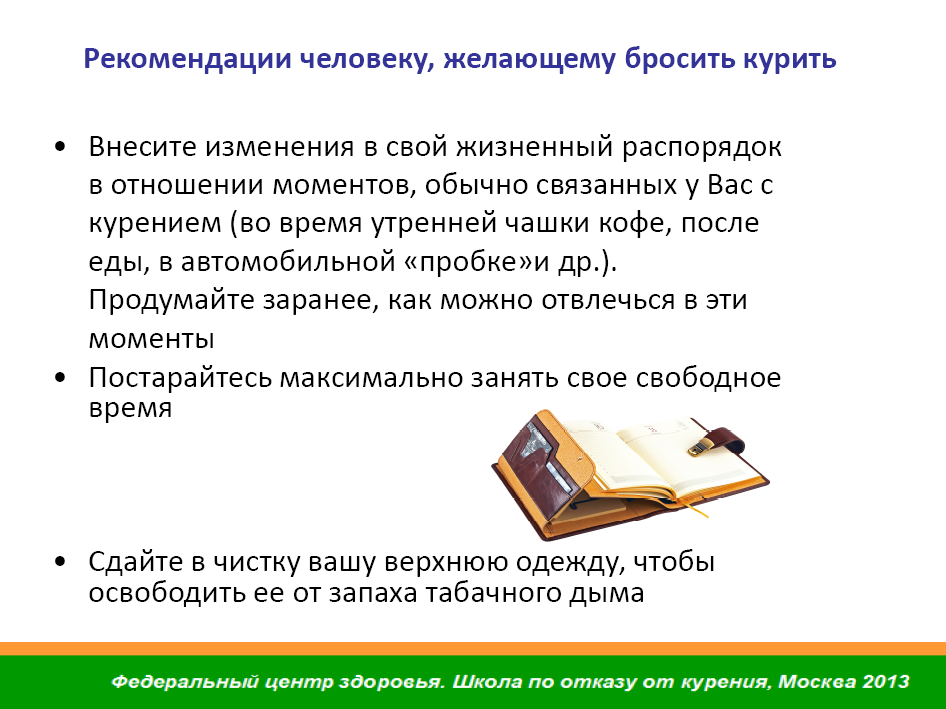 Рекомендации человеку, желающему бросить курить
• Внесите изменения в свой жизненный распорядок
в отношении моментов, обычно связанных у Вас с
курением (во время утренней чашки кофе, после
еды, в автомобильной «пробке»и др.).
Продумайте заранее, как можно отвлечься в эти
моменты
• Постарайтесь максимально занять свое свободное
время
• Сдайте в чистку вашу верхнюю одежду, чтобы
освободить ее от запаха табачного дыма
Федеральный центр здоровья. Школа по отказу от курения, Москва 2013